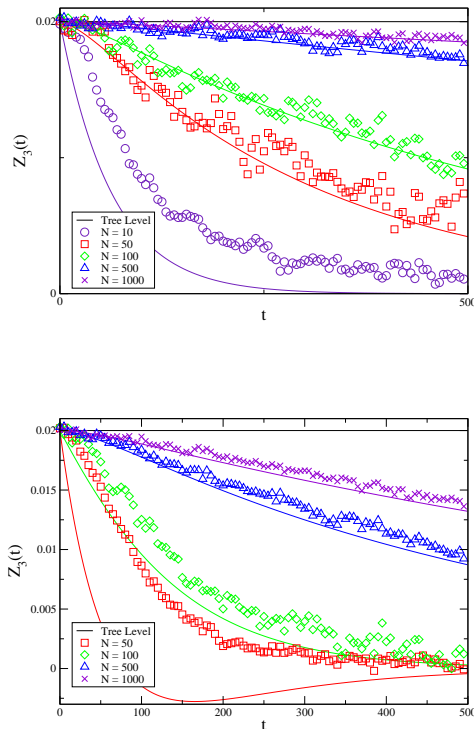 0.02
Z3(t)
Tree Level
N = 10
N = 50
N = 100
N = 500
N = 1000
0
0
500
t
0.02
0.015
0.01
Z3(t)
0.005
Tree Level
N = 50
N = 100
N = 500
N = 1000
0
0
100
200
300
400
500
t